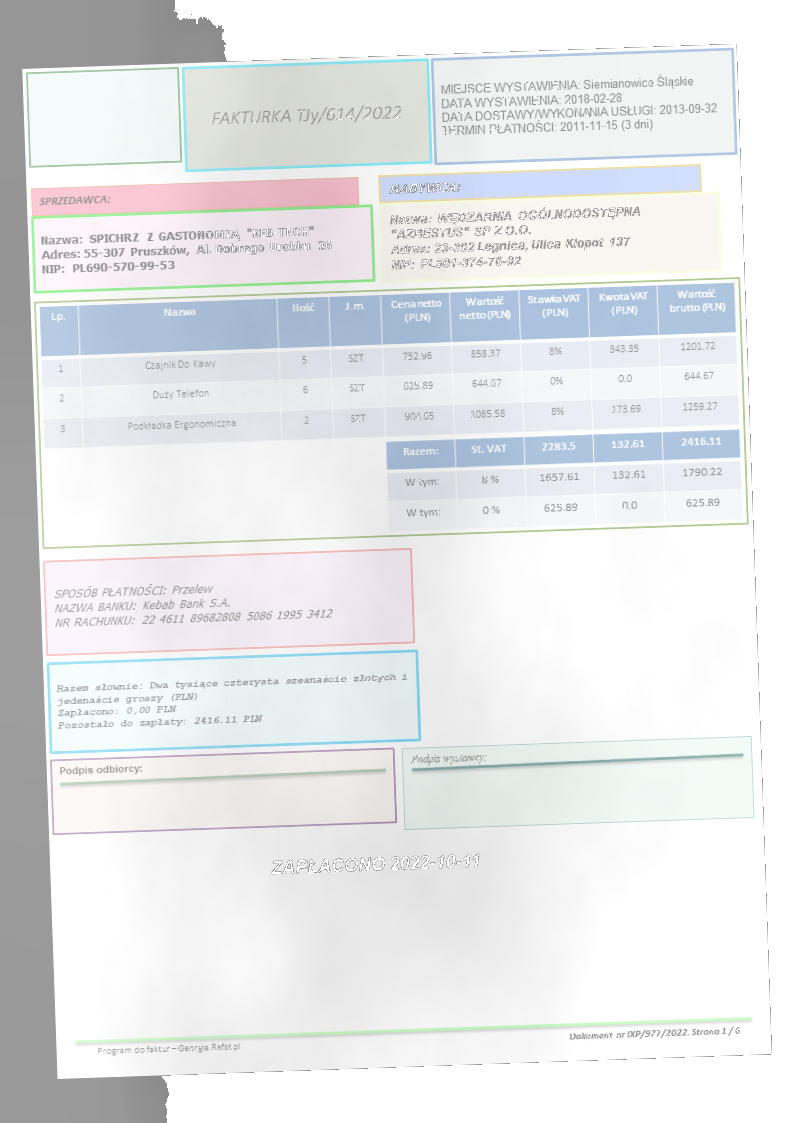 FAKTURKA TJy/614/2022
MIEJSCE WYSTAWIENIA: Siemianowice Śląskie
DATA WYSTAWIENIA: 2018-02-28
DATA DOSTAWY/WYKONANIA USŁUGI: 2013-09-32
TERMIN PŁATNOŚCI: 2011-11-15 (3 dni)
SPRZEDAWCA:
Nazwa: SPICHRZ Z GASTONOMIĄ
Adres: 55-307 Pruszków, Al. Dobrego Urobku 36
NIP: PL690-570-99-53
NABYWCA:
Nazwa: WĘDZARNIA OGÓLNODOSTĘPNA
"AZBESTUS" SP Z O.O.
Adres: 23-392 Legnica, Ulica Kłopot 137
NIP: PL591-374-76-92
Lp. Nazwa Ilość J.m. Cena netto (PLN) Wartość netto (PLN) Stawka VAT (PLN) Kwota VAT (PLN) Wartość brutto (PLN)
1 Czajnik Do Kawy 5 SZT 752.96 858.37 8% 343.35 1201.72
2 Duży Telefon 6 SZT 625.89 644.67 0% 0.0 644.67
3 Podkładka Ergonomiczna 2 SZT 904.65 1085.58 8% 173.69 1259.27
Razem: St. VAT 2283.5 132.61 2416.11
W tym: 8 % 1657.61 132.61 1790.22
W tym: 0 % 625.89 0.0 625.89
SPOSÓB PŁATNOŚCI: Przelew
NAZWA BANKU: Kebab Bank S.A.
NR RACHUNKU: 22 4611 89682808 5086 1995 3412
Razem słownie: Dwa tysiące czterysta szesnaście złotych i
jedenaście groszy (PLN)
Zapłacono: 0,00 PLN
Pozostało do zapłaty: 2416.11 PLN
Podpis odbiorcy:
Podpis wystawcy:
ZAPŁACONO 2022-10-11
Program do faktur – Georgia.Rafał.pl
Dokument nr IXP/977/2022. Strona 1 / 6